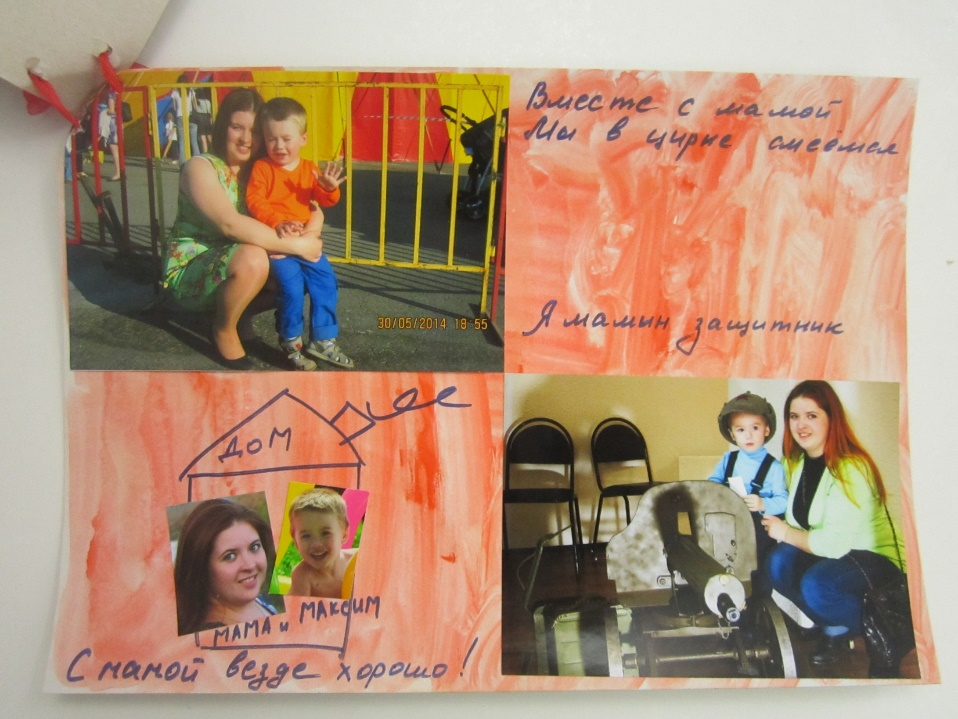 Вместе с мамой
Мы в цирке смеёмся
30/05/2014 18 55
Я мамин защитник
ДОМ
МАМА и МАКСИМ
С мамой везде хорошо!